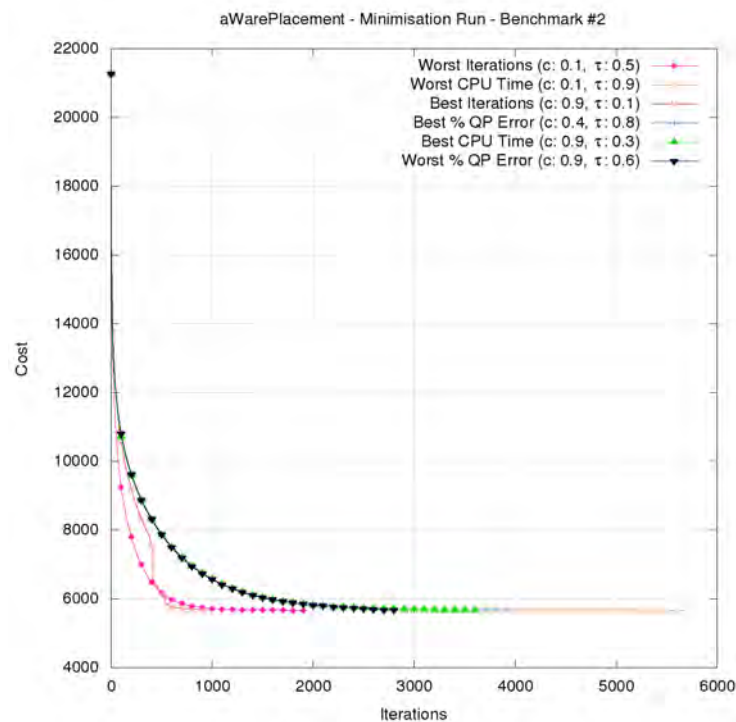 aWarePlacement - Minimisation Run - Benchmark #2
22000
20000
18000
16000
14000
12000
10000
8000
6000
4000
Cost
Worst Iterations (c: 0.1, τ: 0.5)
Worst CPU Time (c: 0.1, τ: 0.9)
Best Iterations (c: 0.9, τ: 0.1)
Best % QP Error (c: 0.4, τ: 0.8)
Best CPU Time (c: 0.9, τ: 0.3)
Worst % QP Error (c: 0.9, τ: 0.6)
0 1000 2000 3000 4000 5000 6000
Iterations